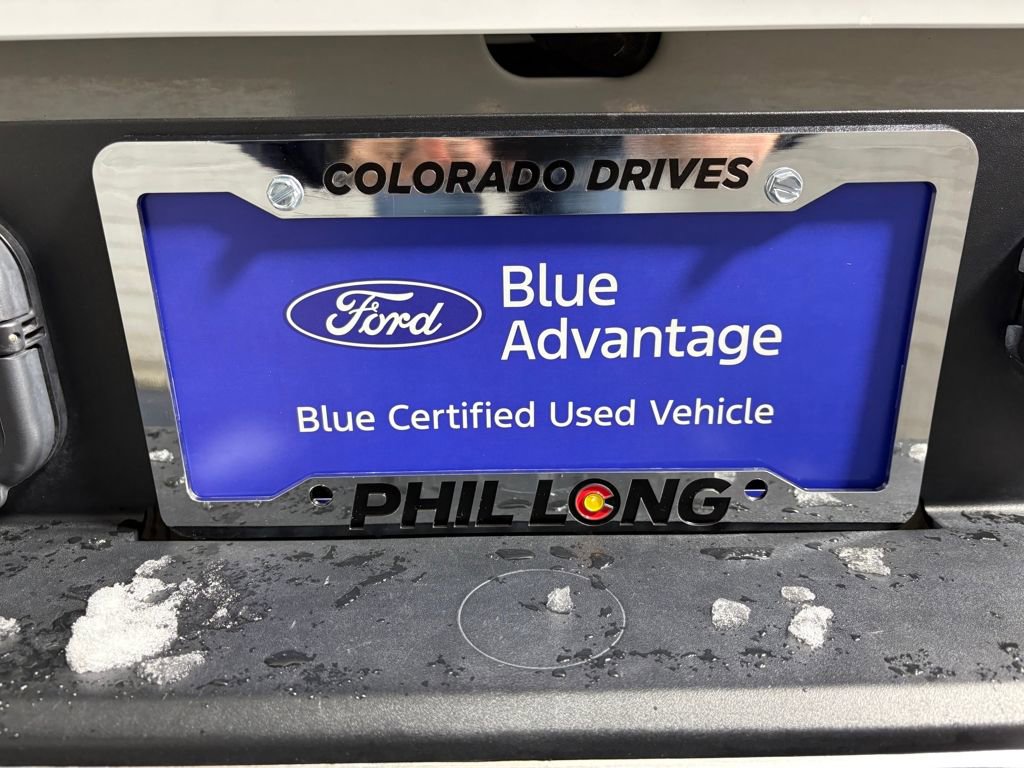 COLORADO DRIVES
Ford
Blue
Advantage
Blue Certified Used Vehicle
PHIL LONG